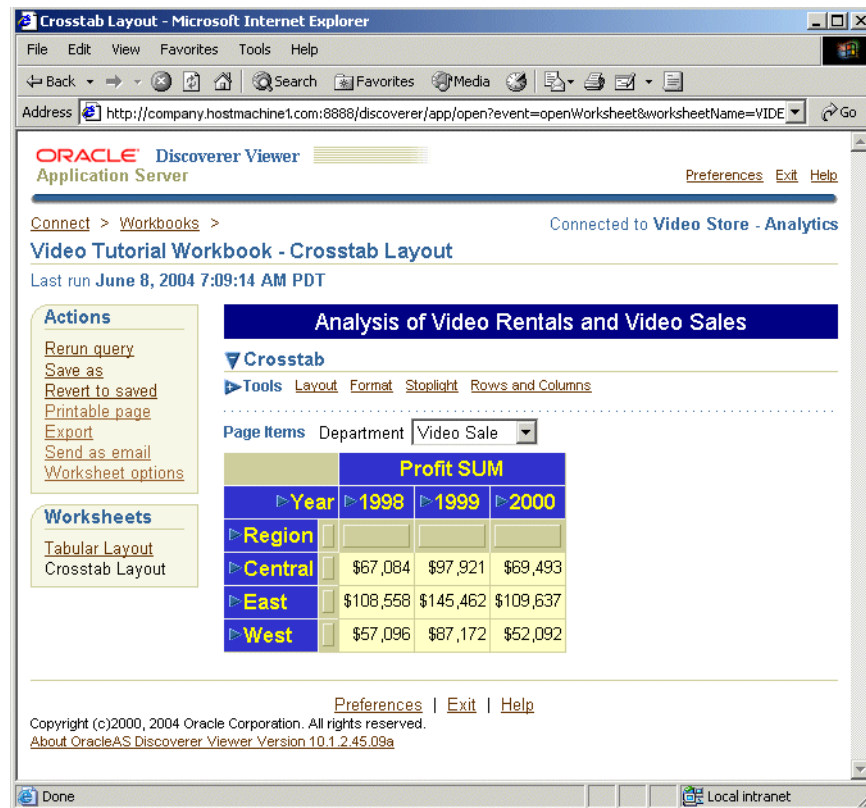 Crosstab Layout - Microsoft Internet Explorer
File Edit View Favorites Tools Help
Back Search Favorites Media
Address http://company.hostmachine1.com:8888/discoverer/app/open?event=openWorksheet&worksheetName=VIDE Go
ORACLE Discoverer Viewer
Application Server
Preferences Exit Help
Connect > Workbooks >
Connected to Video Store - Analytics
Video Tutorial Workbook - Crosstab Layout
Last run June 8, 2004 7:09:14 AM PDT
Actions
Rerun query
Save as
Revert to saved
Printable page
Export
Send as email
Worksheet options
Worksheets
Tabular Layout
Crosstab Layout
Analysis of Video Rentals and Video Sales
Crosstab
Tools Layout Format Stoplight Rows and Columns
Page Items Department Video Sale
Profit SUM
Year 1998 1999 2000
Region
Central $67,084 $97,921 $69,493
East $108,558 $145,462 $109,637
West $57,096 $87,172 $52,092
Preferences | Exit | Help
Copyright (c)2000, 2004 Oracle Corporation. All rights reserved.
About OracleAS Discoverer Viewer Version 10.1.2.45.09a
Done Local intranet